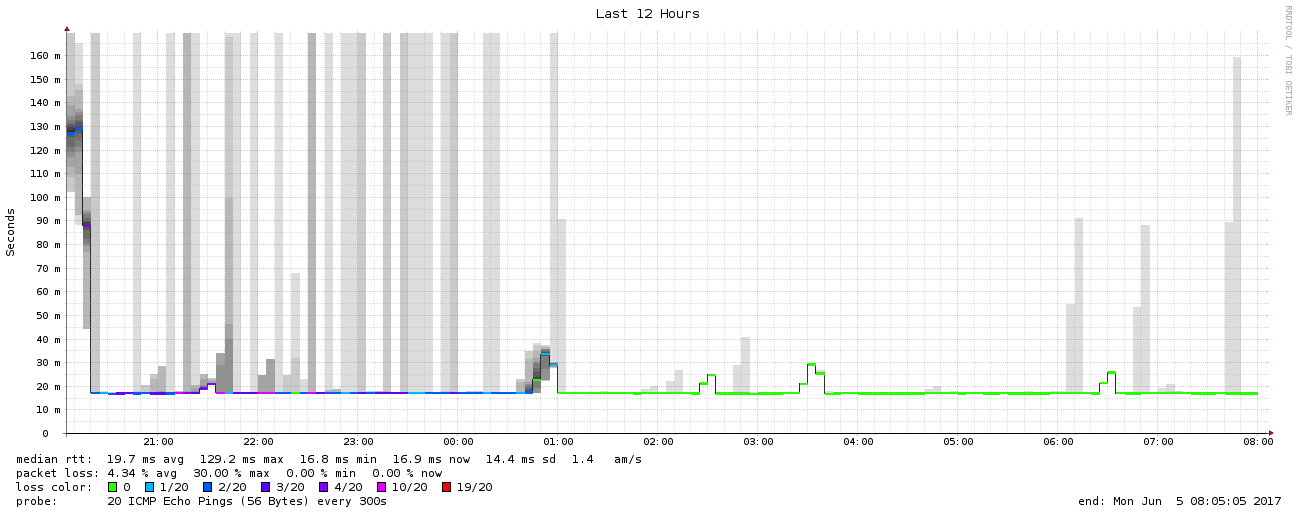 Last 12 Hours
RRDTOOL / TOBI OETIKER
Seconds
160 m
150 m
140 m
130 m
120 m
110 m
100 m
90 m
80 m
70 m
60 m
50 m
40 m
30 m
20 m
10 m
0
21:00 22:00 23:00 00:00 01:00 02:00 03:00 04:00 05:00 06:00 07:00 08:00
median rtt: 19.7 ms avg 129.2 ms max 16.8 ms min 16.9 ms now 14.4 ms sd 1.4 am/s
packet loss: 4.34 % avg 30.00 % max 0.00 % min 0.00 % now
loss color: 0 1/20 2/20 3/20 4/20 10/20 19/20
probe: 20 ICMP Echo Pings (56 Bytes) every 300s end: Mon Jun 5 08:05:05 2017